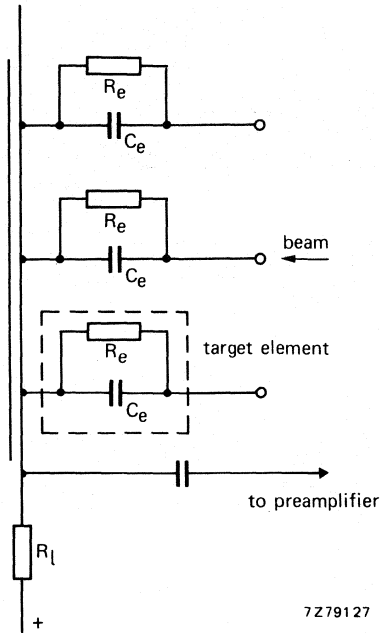 Re
Ce
Re
beam
Ce
Re
target element
Ce
to preamplifier
Rl
+
7Z79127